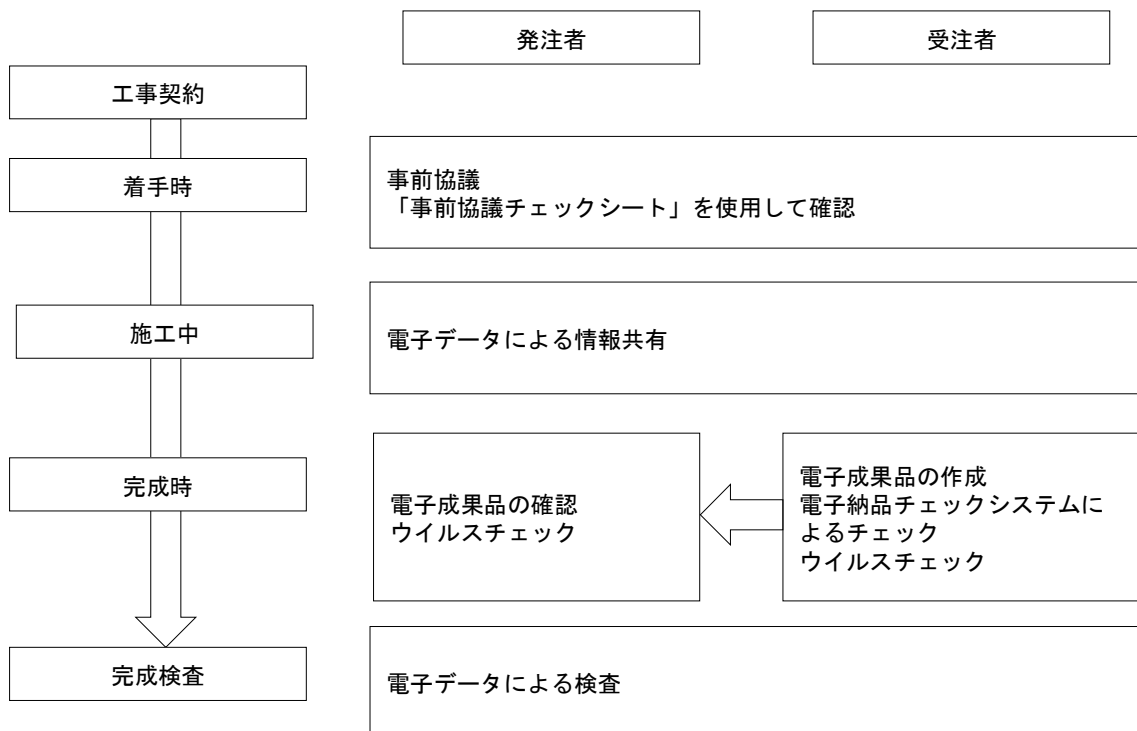 発注者
受注者
工事契約
着手時
事前協議
「事前協議チェックシート」を使用して確認
施工中
電子データによる情報共有
完成時
電子成果品の確認
ウイルスチェック
電子成果品の作成
電子納品チェックシステムに
よるチェック
ウイルスチェック
完成検査
電子データによる検査